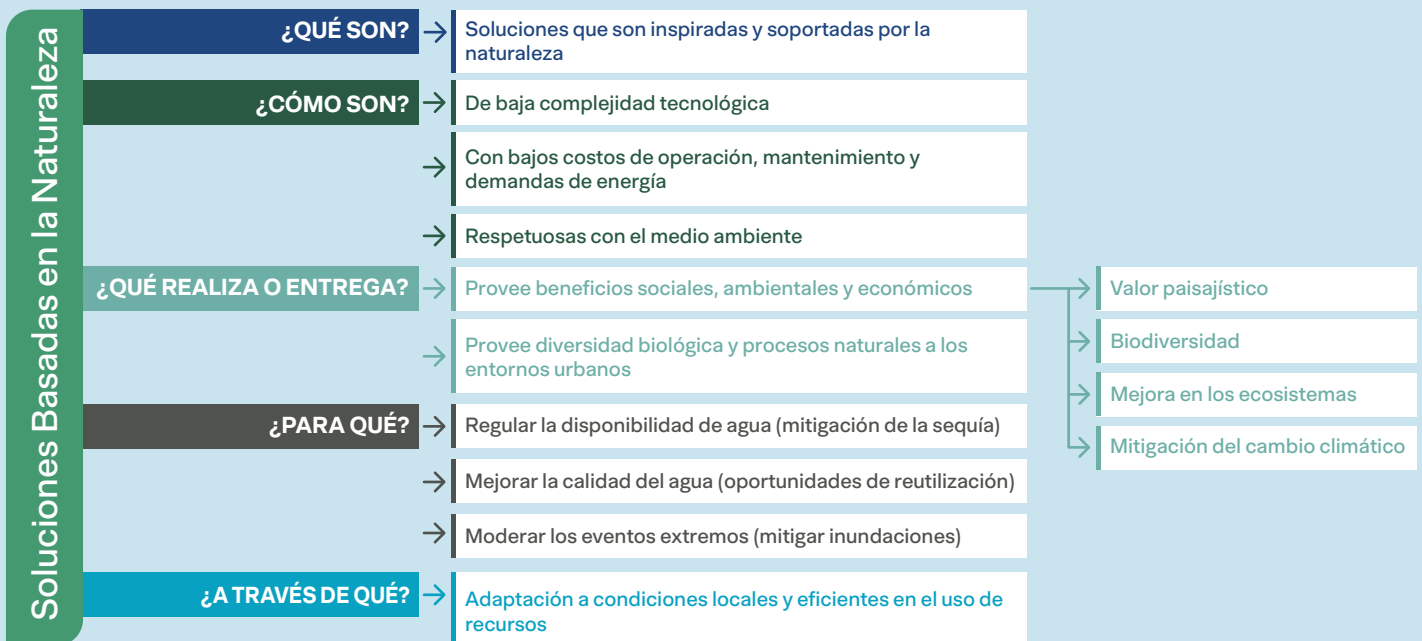 Soluciones Basadas en la Naturaleza
¿QUÉ SON?
Soluciones que son inspiradas y soportadas por la
naturaleza
¿CÓMO SON?
De baja complejidad tecnológica
Con bajos costos de operación, mantenimiento y
demandas de energía
Respetuosas con el medio ambiente
¿QUÉ REALIZA O ENTREGA?
Provee beneficios sociales, ambientales y económicos
Valor paisajístico
Biodiversidad
Mejora en los ecosistemas
Mitigación del cambio climático
Provee diversidad biológica y procesos naturales a los
entornos urbanos
¿PARA QUÉ?
Regular la disponibilidad de agua (mitigación de la sequía)
Mejorar la calidad del agua (oportunidades de reutilización)
Moderar los eventos extremos (mitigar inundaciones)
¿A TRAVÉS DE QUÉ?
Adaptación a condiciones locales y eficientes en el uso de
recursos